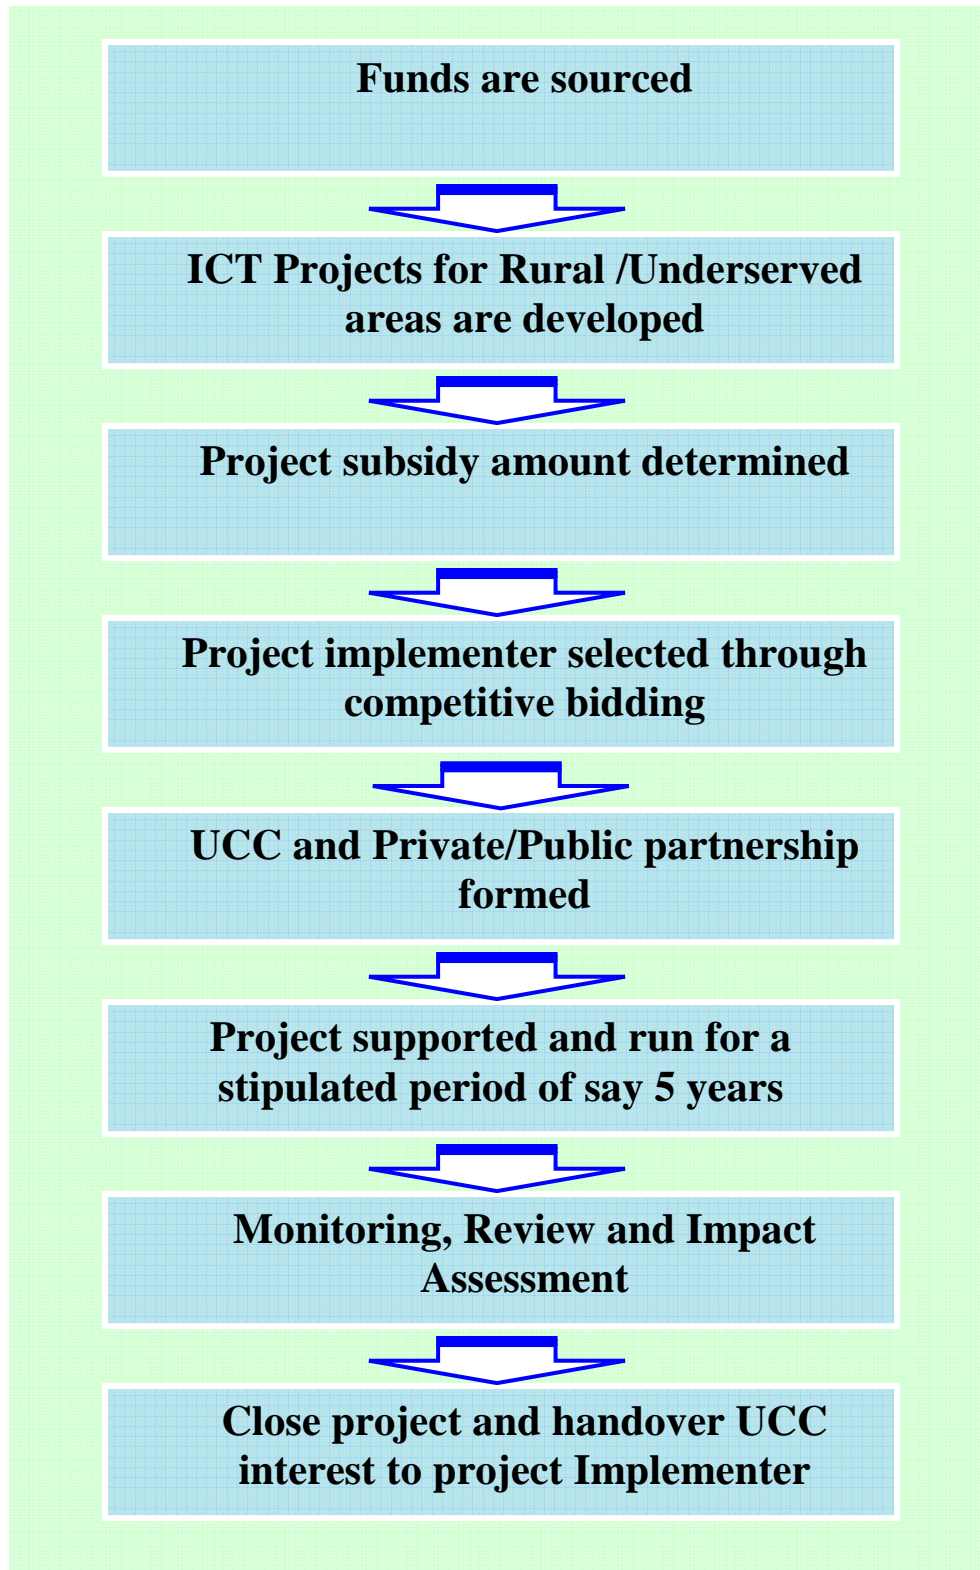 Funds are sourced
ICT Projects for Rural /Underserved
areas are developed
Project subsidy amount determined
Project implementer selected through
competitive bidding
UCC and Private/Public partnership
formed
Project supported and run for a
stipulated period of say 5 years
Monitoring, Review and Impact
Assessment
Close project and handover UCC
interest to project Implementer